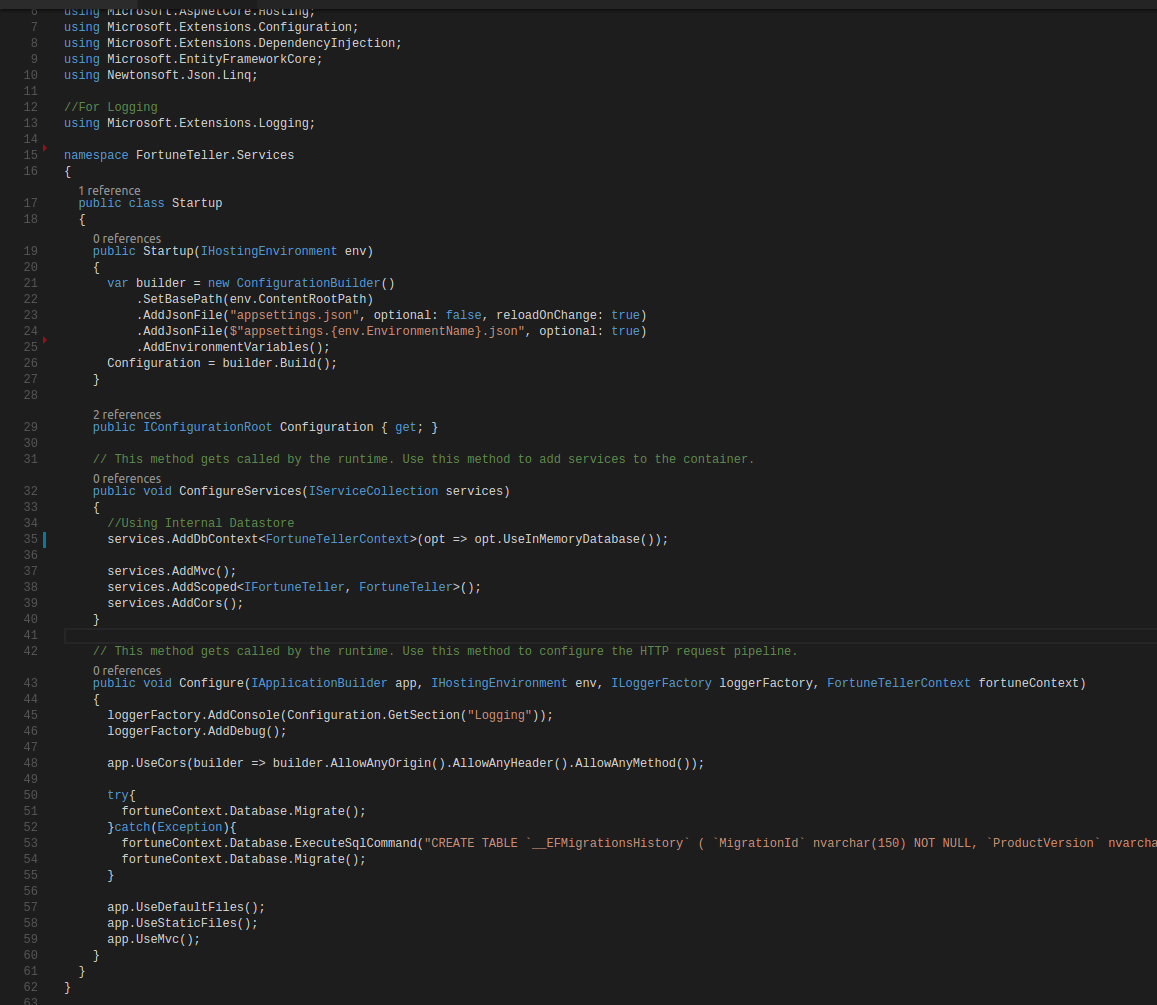 6 using Microsoft.AspNetCore.Hosting;
7 using Microsoft.Extensions.Configuration;
8 using Microsoft.Extensions.DependencyInjection;
9 using Microsoft.EntityFrameworkCore;
10 using Newtonsoft.Json.Linq;
11
12 //For Logging
13 using Microsoft.Extensions.Logging;
14
15 namespace FortuneTeller.Services
16 {
1 reference
17 public class Startup
18 {
0 references
19 public Startup(IHostingEnvironment env)
20 {
21 var builder = new ConfigurationBuilder()
22 .SetBasePath(env.ContentRootPath)
23 .AddJsonFile("appsettings.json", optional: false, reloadOnChange: true)
24 .AddJsonFile($"appsettings.{env.EnvironmentName}.json", optional: true)
25 .AddEnvironmentVariables();
26 Configuration = builder.Build();
27 }
28
2 references
29 public IConfigurationRoot Configuration { get; }
30
31 // This method gets called by the runtime. Use this method to add services to the container.
0 references
32 public void ConfigureServices(IServiceCollection services)
33 {
34 //Using Internal Datastore
35 services.AddDbContext<FortuneTellerContext>(opt => opt.UseInMemoryDatabase());
36
37 services.AddMvc();
38 services.AddScoped<IFortuneTeller, FortuneTeller>();
39 services.AddCors();
40 }
41
42 // This method gets called by the runtime. Use this method to configure the HTTP request pipeline.
0 references
43 public void Configure(IApplicationBuilder app, IHostingEnvironment env, ILoggerFactory loggerFactory, FortuneTellerContext fortuneContext)
44 {
45 loggerFactory.AddConsole(Configuration.GetSection("Logging"));
46 loggerFactory.AddDebug();
47
48 app.UseCors(builder => builder.AllowAnyOrigin().AllowAnyHeader().AllowAnyMethod());
49
50 try{
51 fortuneContext.Database.Migrate();
52 }catch(Exception){
53 fortuneContext.Database.ExecuteSqlCommand("CREATE TABLE `__EFMigrationsHistory` ( `MigrationId` nvarchar(150) NOT NULL, `ProductVersion` nvarcha
54 fortuneContext.Database.Migrate();
55 }
56
57 app.UseDefaultFiles();
58 app.UseStaticFiles();
59 app.UseMvc();
60 }
61 }
62 }
63